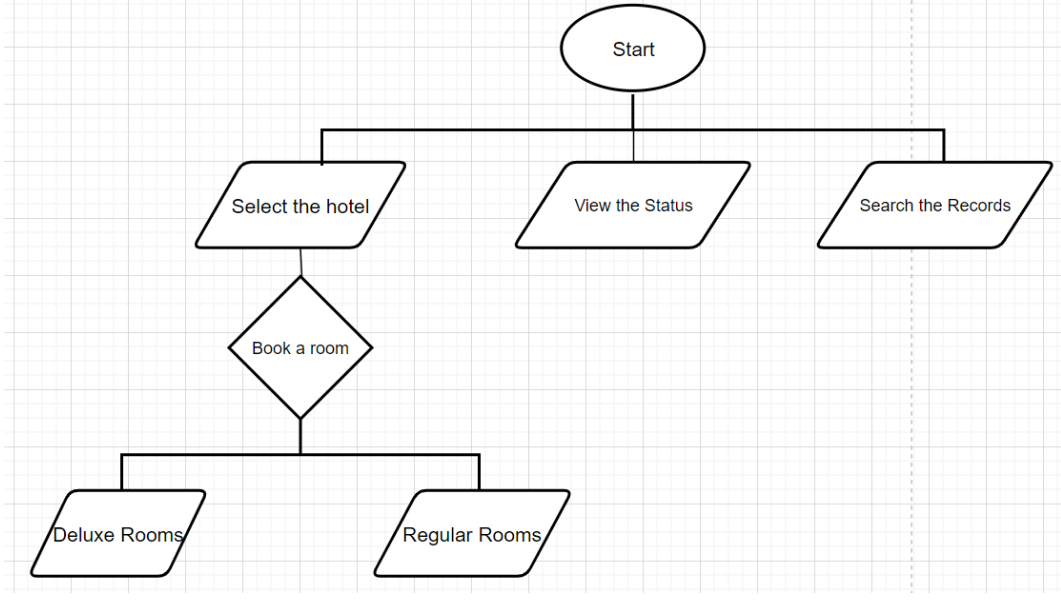 Start
Select the hotel
View the Status
Search the Records
Book a room
Deluxe Rooms
Regular Rooms